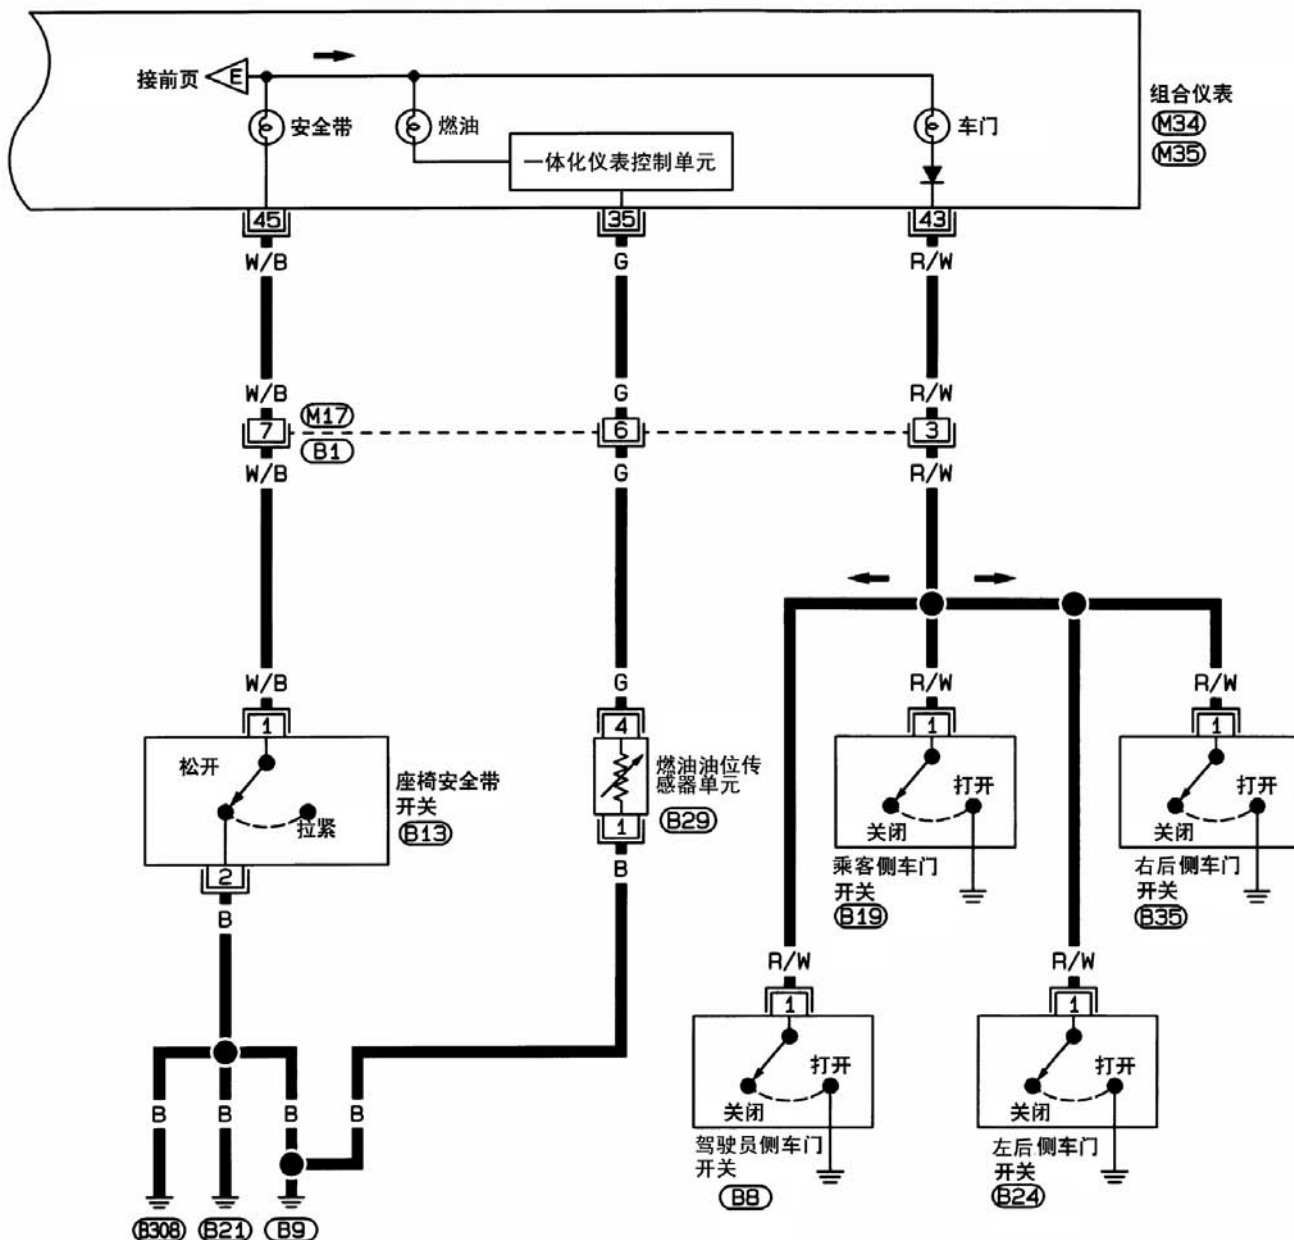 接前页
E
安全带
燃油
车门
一体化仪表控制单元
组合仪表
M34
M35
45
35
43
W/B
G
R/W
W/B
G
R/W
7
M17
B1
6
3
W/B
G
R/W
W/B
G
R/W
R/W
1
4
1
1
松开
拉紧
座椅安全带
开关
B13
燃油油位传
感器单元
B29
打开
关闭
打开
关闭
2
1
乘客侧车门
开关
B19
右后侧车门
开关
B35
B
B
R/W
R/W
1
1
打开
关闭
打开
关闭
B
B
B
B
驾驶员侧车门
开关
B8
左后侧车门
开关
B24
B308
B21
B9